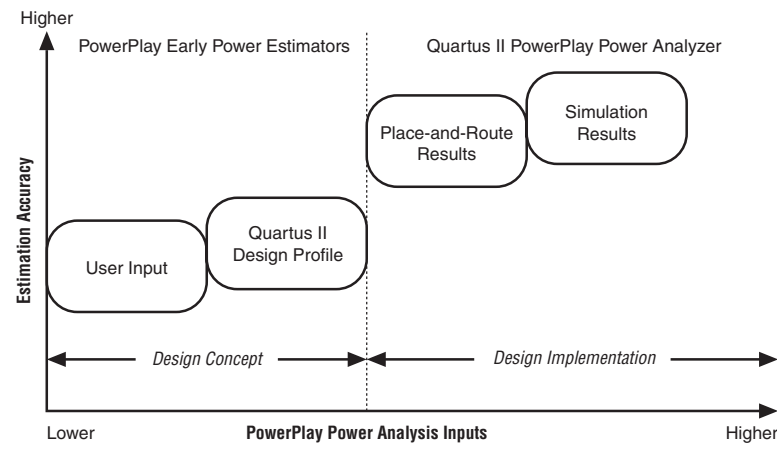 Higher
PowerPlay Early Power Estimators
Quartus II PowerPlay Power Analyzer
Estimation Accuracy
User Input
Quartus II
Design Profile
Place-and-Route
Results
Simulation
Results
Design Concept
Design Implementation
Lower
PowerPlay Power Analysis Inputs
Higher